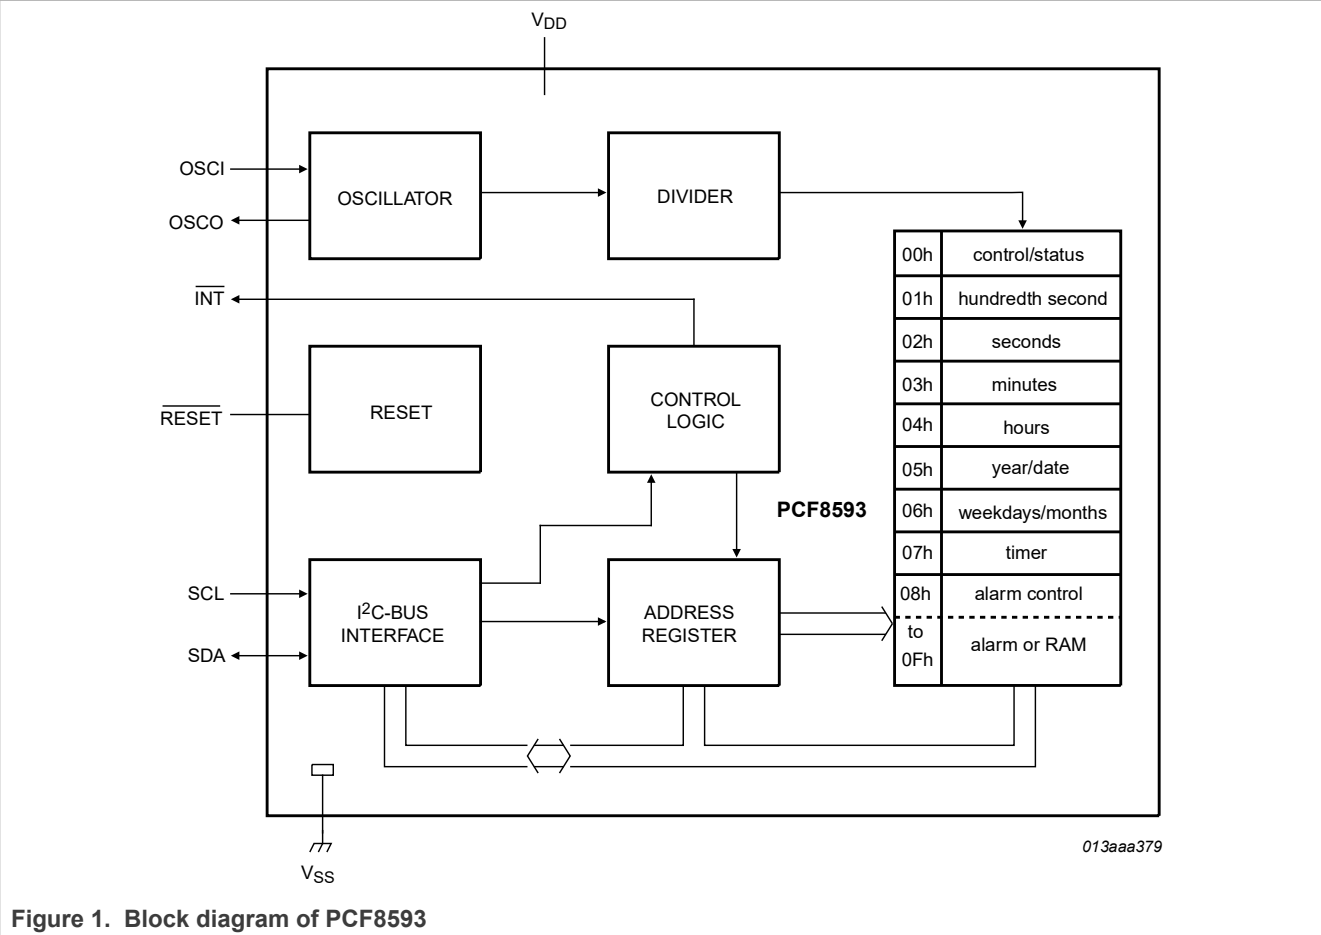 VDD
OSCI
OSCO
OSCILLATOR
DIVIDER
INT
RESET
RESET
CONTROL
LOGIC
PCF8593
SCL
SDA
I2C-BUS
INTERFACE
ADDRESS
REGISTER
00h control/status
01h hundredth second
02h seconds
03h minutes
04h hours
05h year/date
06h weekdays/months
07h timer
08h alarm control
to
0Fh
alarm or RAM
VSS
013aaa379
Figure 1. Block diagram of PCF8593